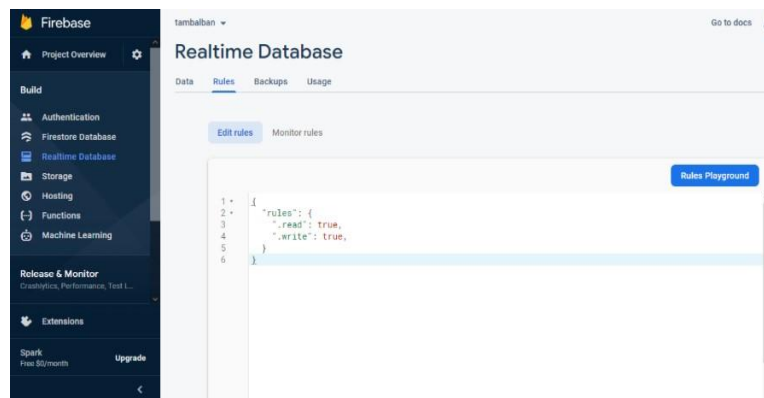 Firebase
tambalban
Go to docs
Project Overview
Realtime Database
Data Rules Backups Usage
Build
Authentication
Firestore Database
Realtime Database
Storage
Hosting
Functions
Machine Learning
Edit rules Monitor rules
Rules Playground
1 {
2 "rules": {
3 ".read": true,
4 ".write": true,
5 }
6 }
Release & Monitor
Crashlytics, Performance, Test L...
Extensions
Spark
Free $0/month
Upgrade